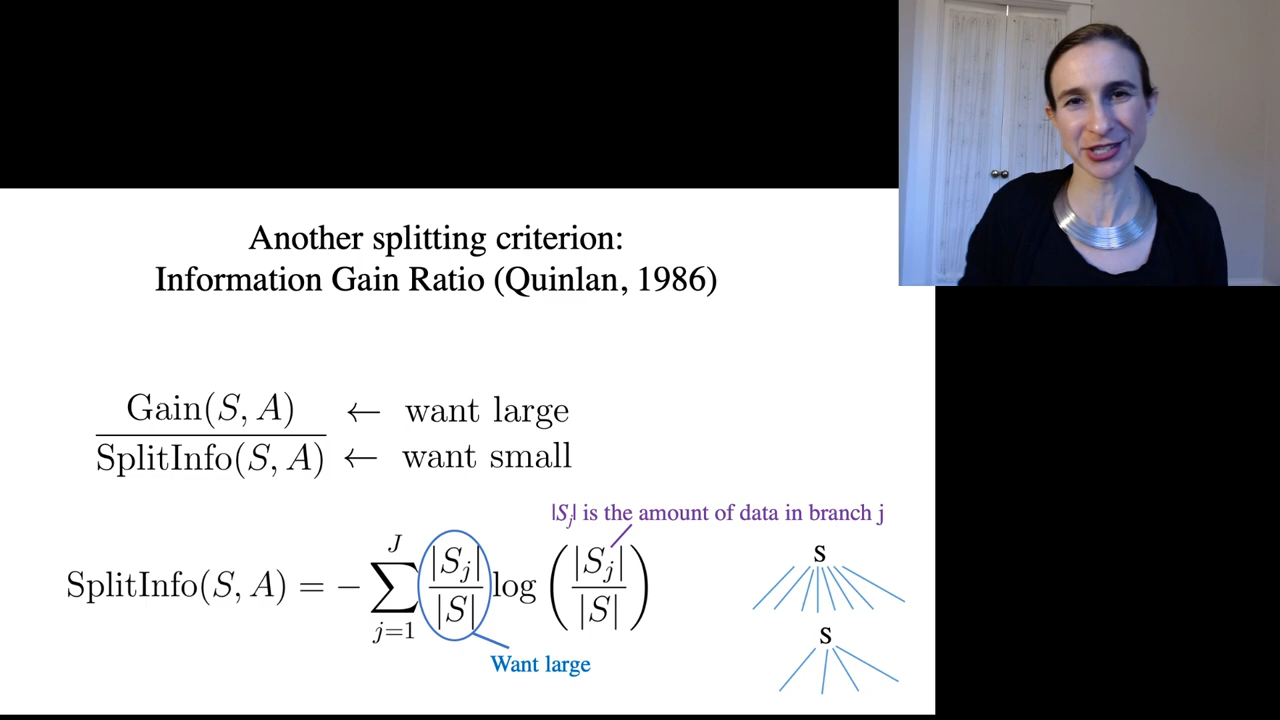 Another splitting criterion:
Information Gain Ratio (Quinlan, 1986)
Gain(S, A) ← want large
SplitInfo(S, A) ← want small
|Sj| is the amount of data in branch j
SplitInfo(S, A) = − ∑_{j=1}^{J} |Sj|/|S| log (|Sj|/|S|)
Want large
S
S